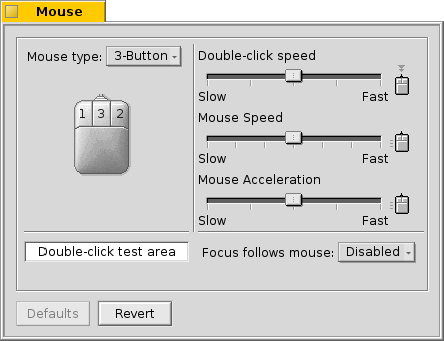 Mouse
Mouse type: 3-Button
1 3 2
Double-click speed
Slow Fast
Mouse Speed
Slow Fast
Mouse Acceleration
Slow Fast
Double-click test area
Focus follows mouse: Disabled
Defaults Revert